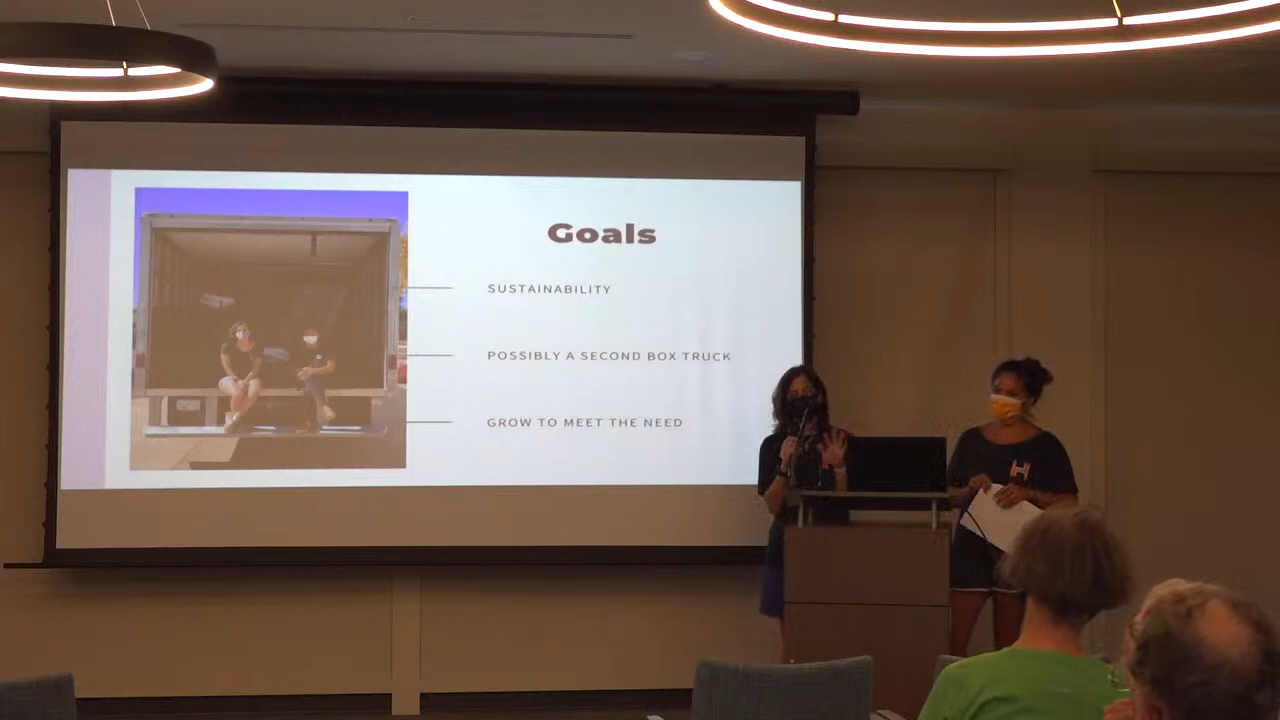 Goals
SUSTAINABILITY
POSSIBLY A SECOND BOX TRUCK
GROW TO MEET THE NEED
H